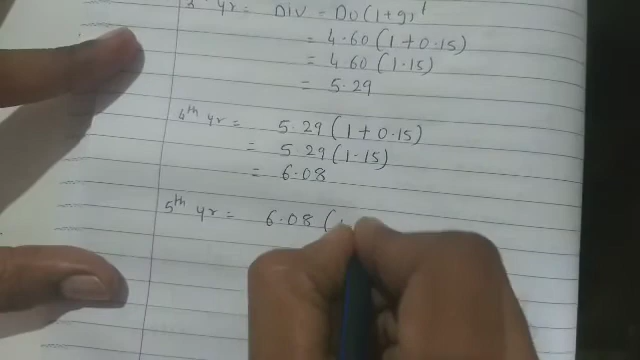 yr = Div = D0 (1+g)¹
= 4.60 (1 + 0.15)
= 4.60 (1.15)
= 5.29
4th yr = 5.29 (1 + 0.15)
= 5.29 (1.15)
= 6.08
5th yr = 6.08 (